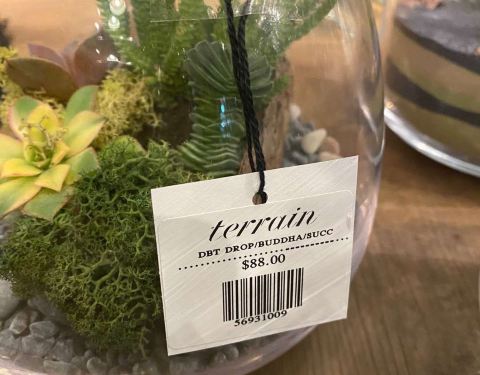 terrain
DBT DROP/BUDDHA/SUCC
$88.00
56931009